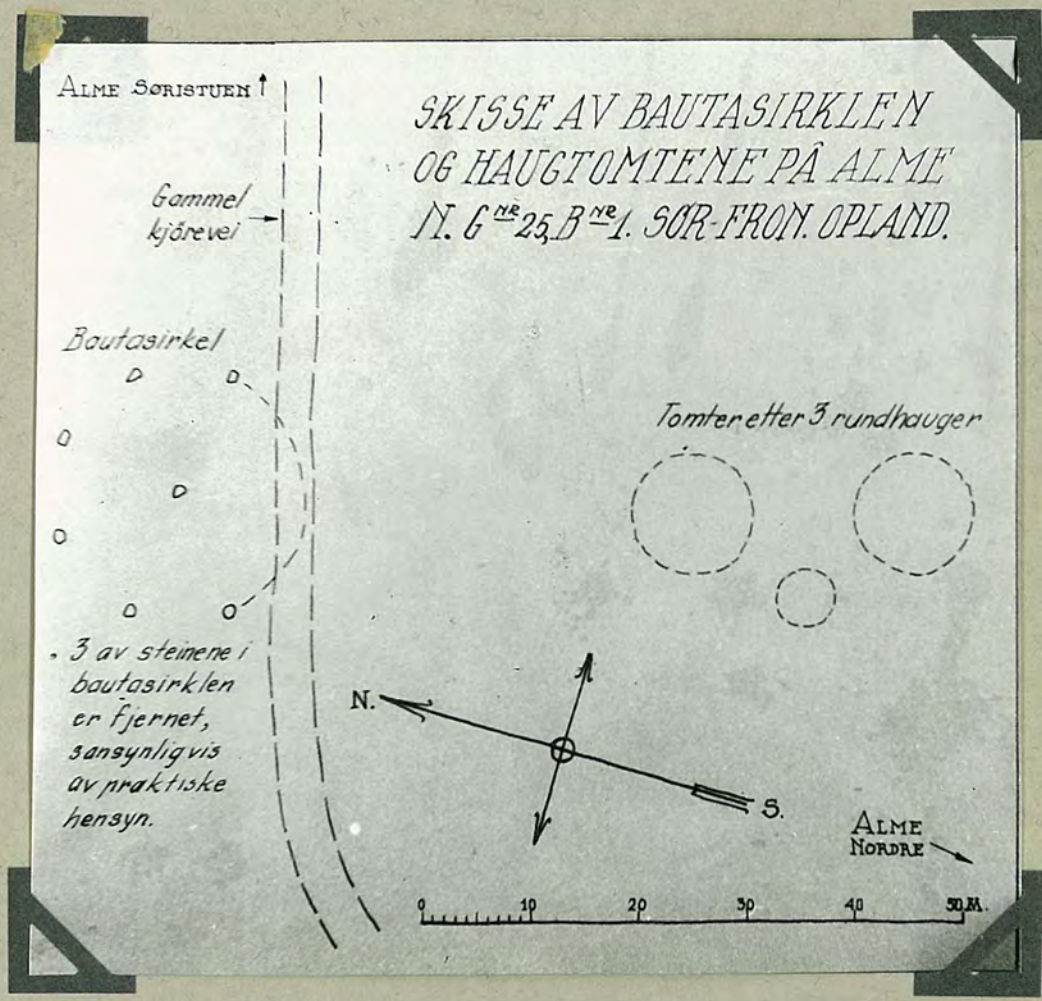 ALME SØRISTUEN
SKISSE AV BAUTASIRKLEN
OG HAUGTOMTENE PÅ ALME
N. G NR 25, B NR 1. SØR-FRON. OPLAND.
Gammel
kjørevei
Bautasirkel
Tomter etter 3 rundhauger
3 av steinene i
bautasirklen
er fjernet,
sansynligvis
av praktiske
hensyn.
N.
S.
ALME
NORDRE
0 10 20 30 40 50 M.